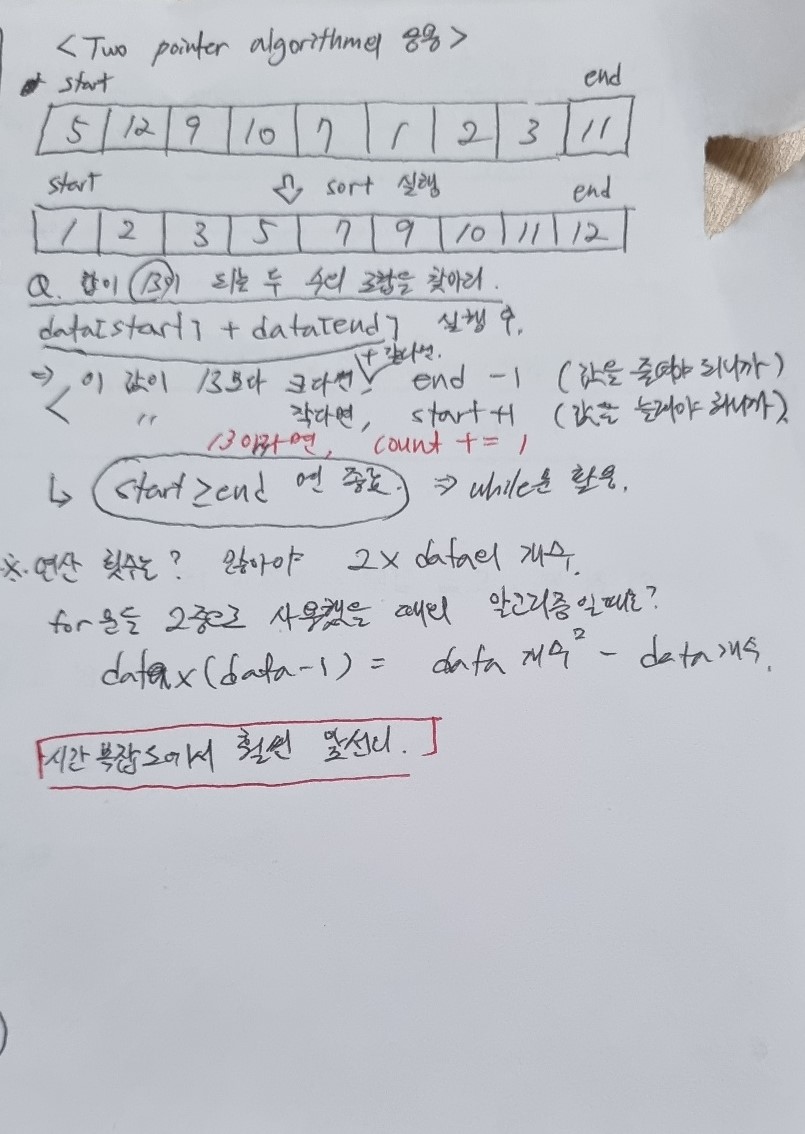 <Two pointer algorithm의 응용>
start end
5 12 9 10 7 1 2 3 11
start sort 실행 end
1 2 3 5 7 9 10 11 12
Q. 합이 13이 되는 두 수의 조합을 찾아라.
data[start] + data[end] 실행 후,
+ 같다면.
⇒ 이 값이 13보다 크다면 end -1 (값을 줄여야 되니까)
〃 작다면, start +1 (값을 늘려야 되니까)
13이라면, count += 1
↳ start ≥ end 면 종료. ⇒ while문 활용.
※. 연산 횟수는? 많아야 2 x data의 개수.
for문을 2중으로 사용했을 때의 알고리즘일때는?
data x (data - 1) = data 개수² - data 개수.
시간 복잡도에서 훨씬 앞선다.